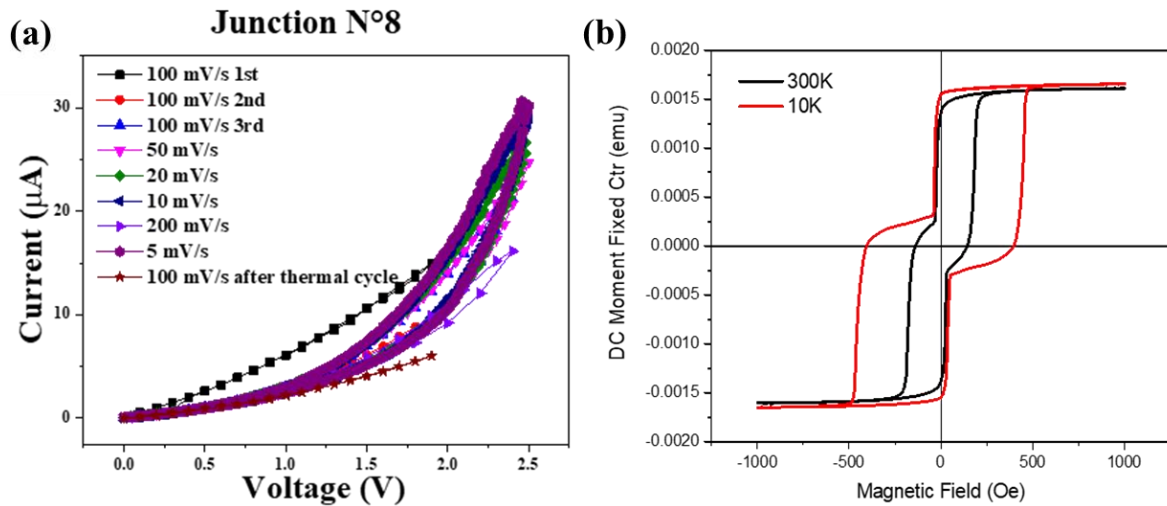 (a)
Junction N°8
100 mV/s 1st
100 mV/s 2nd
100 mV/s 3rd
50 mV/s
20 mV/s
10 mV/s
200 mV/s
5 mV/s
100 mV/s after thermal cycle
Current (µA)
30
20
10
0
0.0 0.5 1.0 1.5 2.0 2.5
Voltage (V)
(b)
300K
10K
DC Moment Fixed Ctr (emu)
0.0020
0.0015
0.0010
0.0005
0.0000
-0.0005
-0.0010
-0.0015
-0.0020
-1000 -500 0 500 1000
Magnetic Field (Oe)